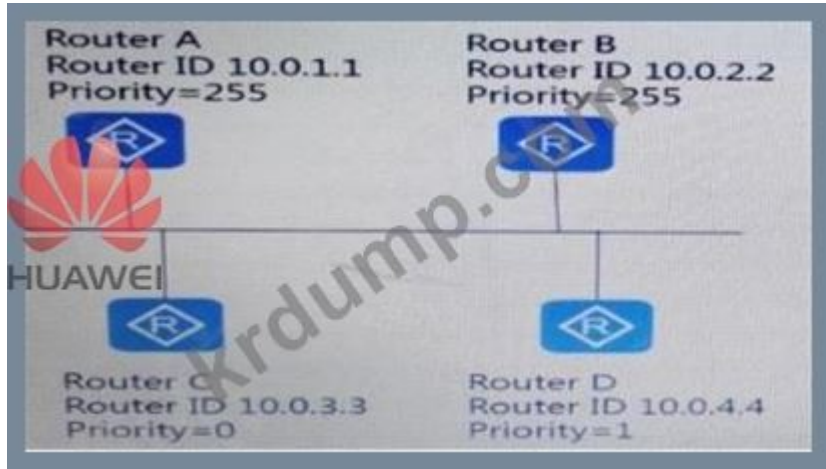 Router A
Router ID 10.0.1.1
Priority=255
Router B
Router ID 10.0.2.2
Priority=255
R
R
HUAWEI
krdump.com
R
R
Router C
Router ID 10.0.3.3
Priority=0
Router D
Router ID 10.0.4.4
Priority=1